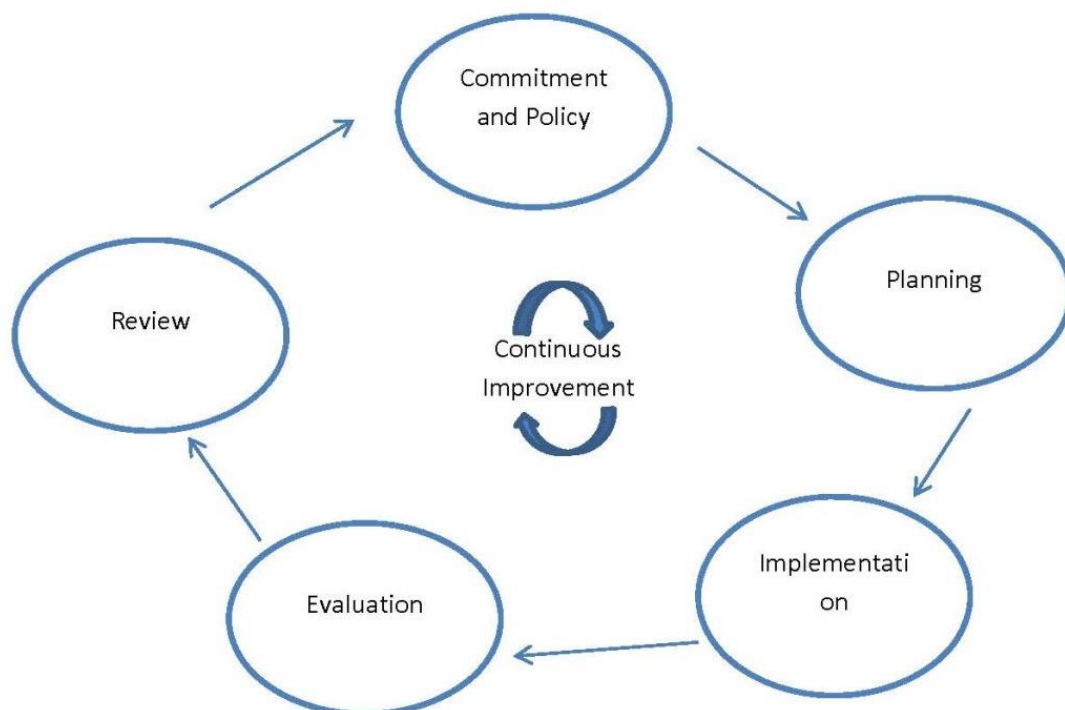 Commitment
and Policy
Planning
Implementati
on
Evaluation
Review
Continuous
Improvement